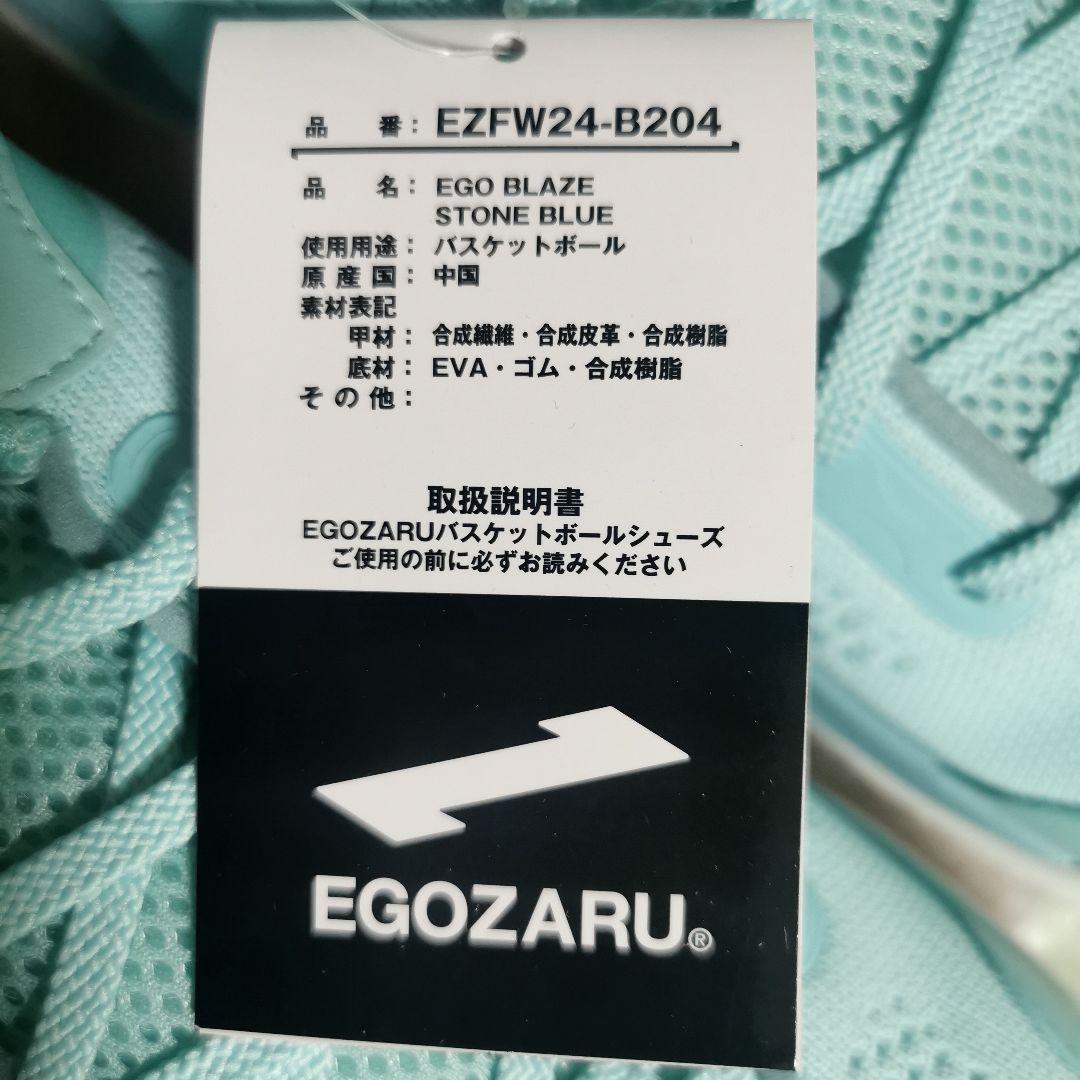 品　番：EZFW24-B204
品　名：EGO BLAZE
STONE BLUE
使用用途：バスケットボール
原産国：中国
素材表記
甲材：合成繊維・合成皮革・合成樹脂
底材：EVA・ゴム・合成樹脂
その他：
取扱説明書
EGOZARUバスケットボールシューズ
ご使用の前に必ずお読みください
EGOZARU®